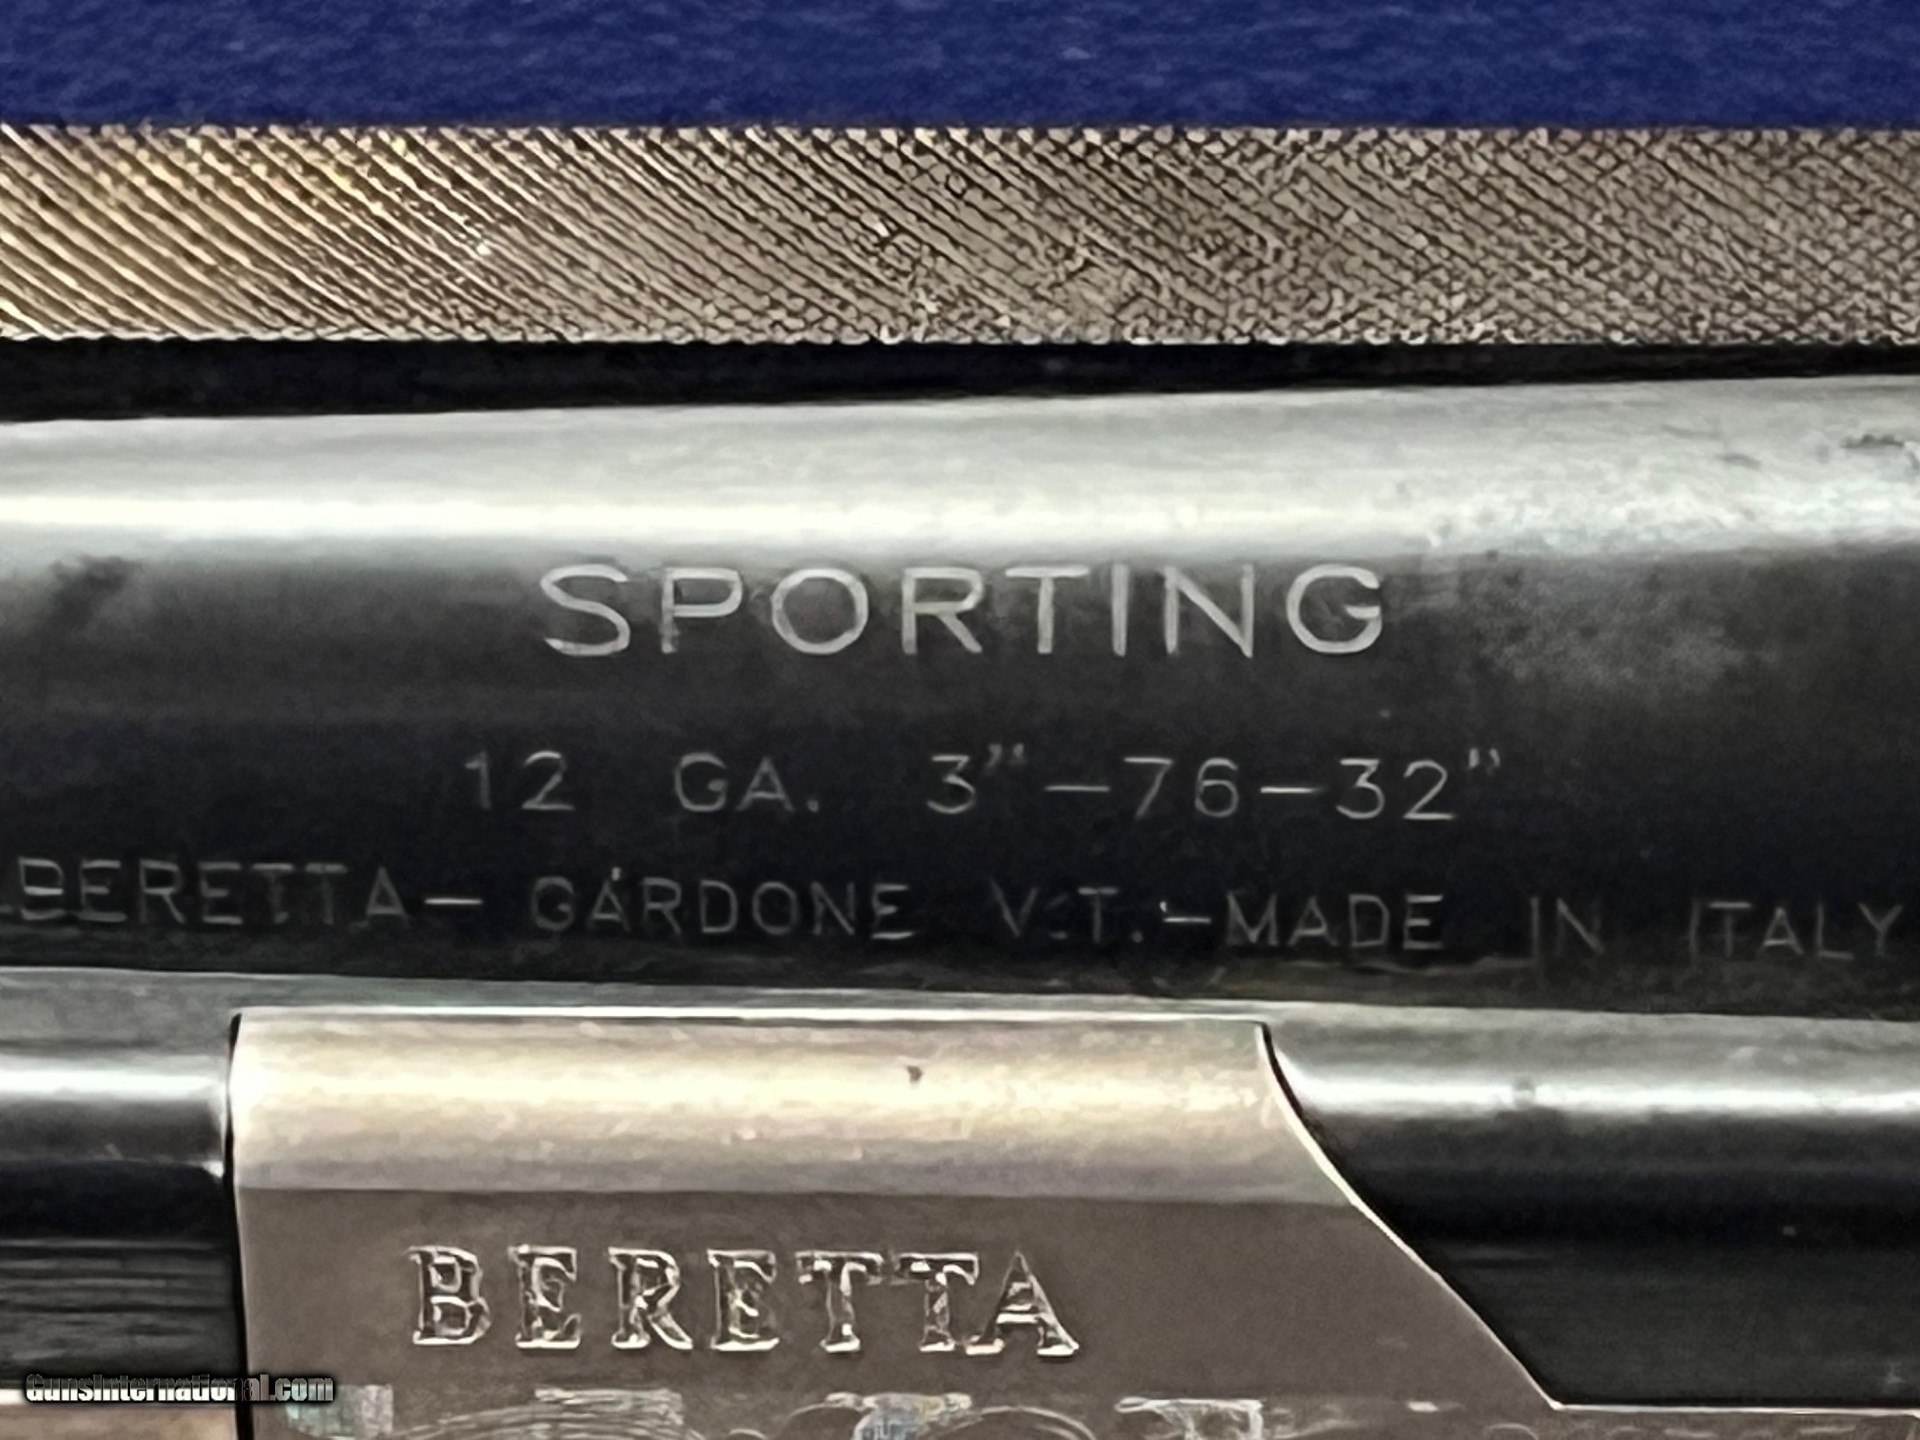 SPORTING
12 GA. 3"-76-32"
BERETTA- GARDONE V.T.-MADE IN ITALY
BERETTA
GunsInternational.com